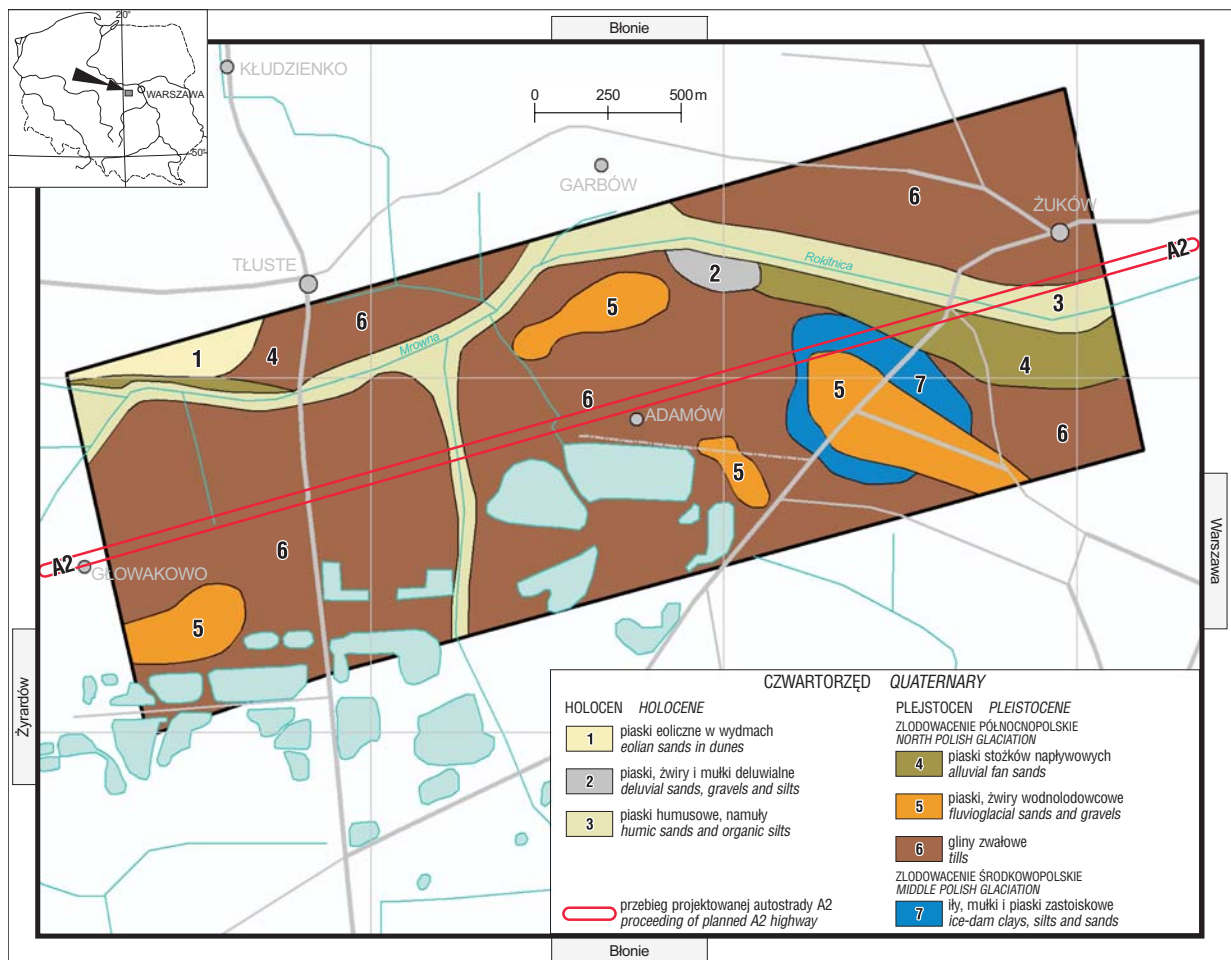 Błonie
20°
WARSZAWA
50°
KŁUDZIENKO
0 250 500 m
GARBÓW
6
ŻUKÓW
A2
TŁUSTE
2
Rokitnica
5
3
6
1
4
Mrowna
4
7
5
6
ADAMÓW
6
5
6
A2
GŁOWAKOWO
5
Warszawa
Żyrardów
CZWARTORZĘD QUATERNARY
HOLOCEN HOLOCENE
1 piaski eoliczne w wydmach
eolian sands in dunes
2 piaski, żwiry i mułki deluwialne
deluvial sands, gravels and silts
3 piaski humusowe, namuły
humic sands and organic silts
przebieg projektowanej autostrady A2
proceeding of planned A2 highway
PLEJSTOCEN PLEISTOCENE
ZLODOWACENIE PÓŁNOCNOPOLSKIE
NORTH POLISH GLACIATION
4 piaski stożków napływowych
alluvial fan sands
5 piaski, żwiry wodnolodowcowe
fluvioglacial sands and gravels
6 gliny zwałowe
tills
ZLODOWACENIE ŚRODKOWOPOLSKIE
MIDDLE POLISH GLACIATION
7 iły, mułki i piaski zastoiskowe
ice-dam clays, silts and sands
Błonie